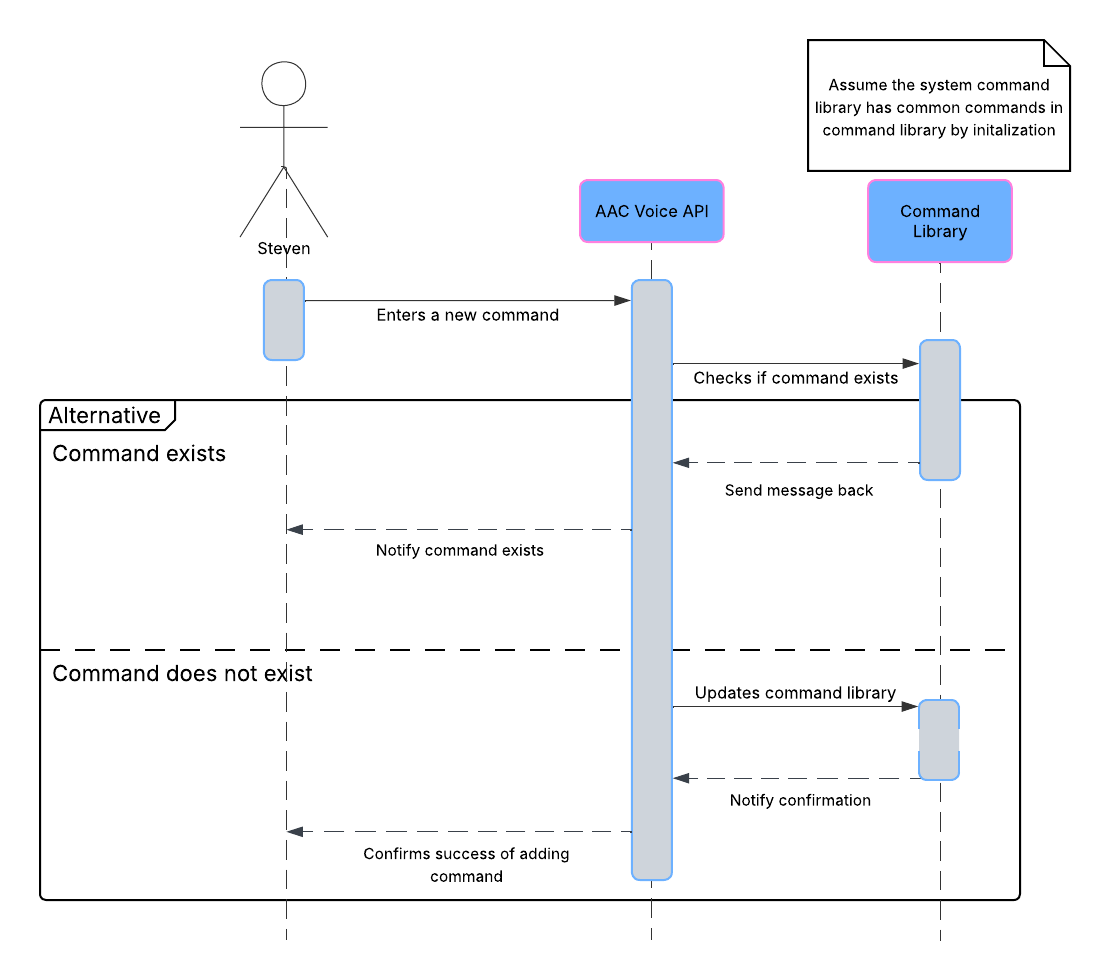 Assume the system command
library has common commands in
command library by initalization
Steven
AAC Voice API
Command
Library
Enters a new command
Checks if command exists
Alternative
Command exists
Send message back
Notify command exists
Command does not exist
Updates command library
Notify confirmation
Confirms success of adding
command